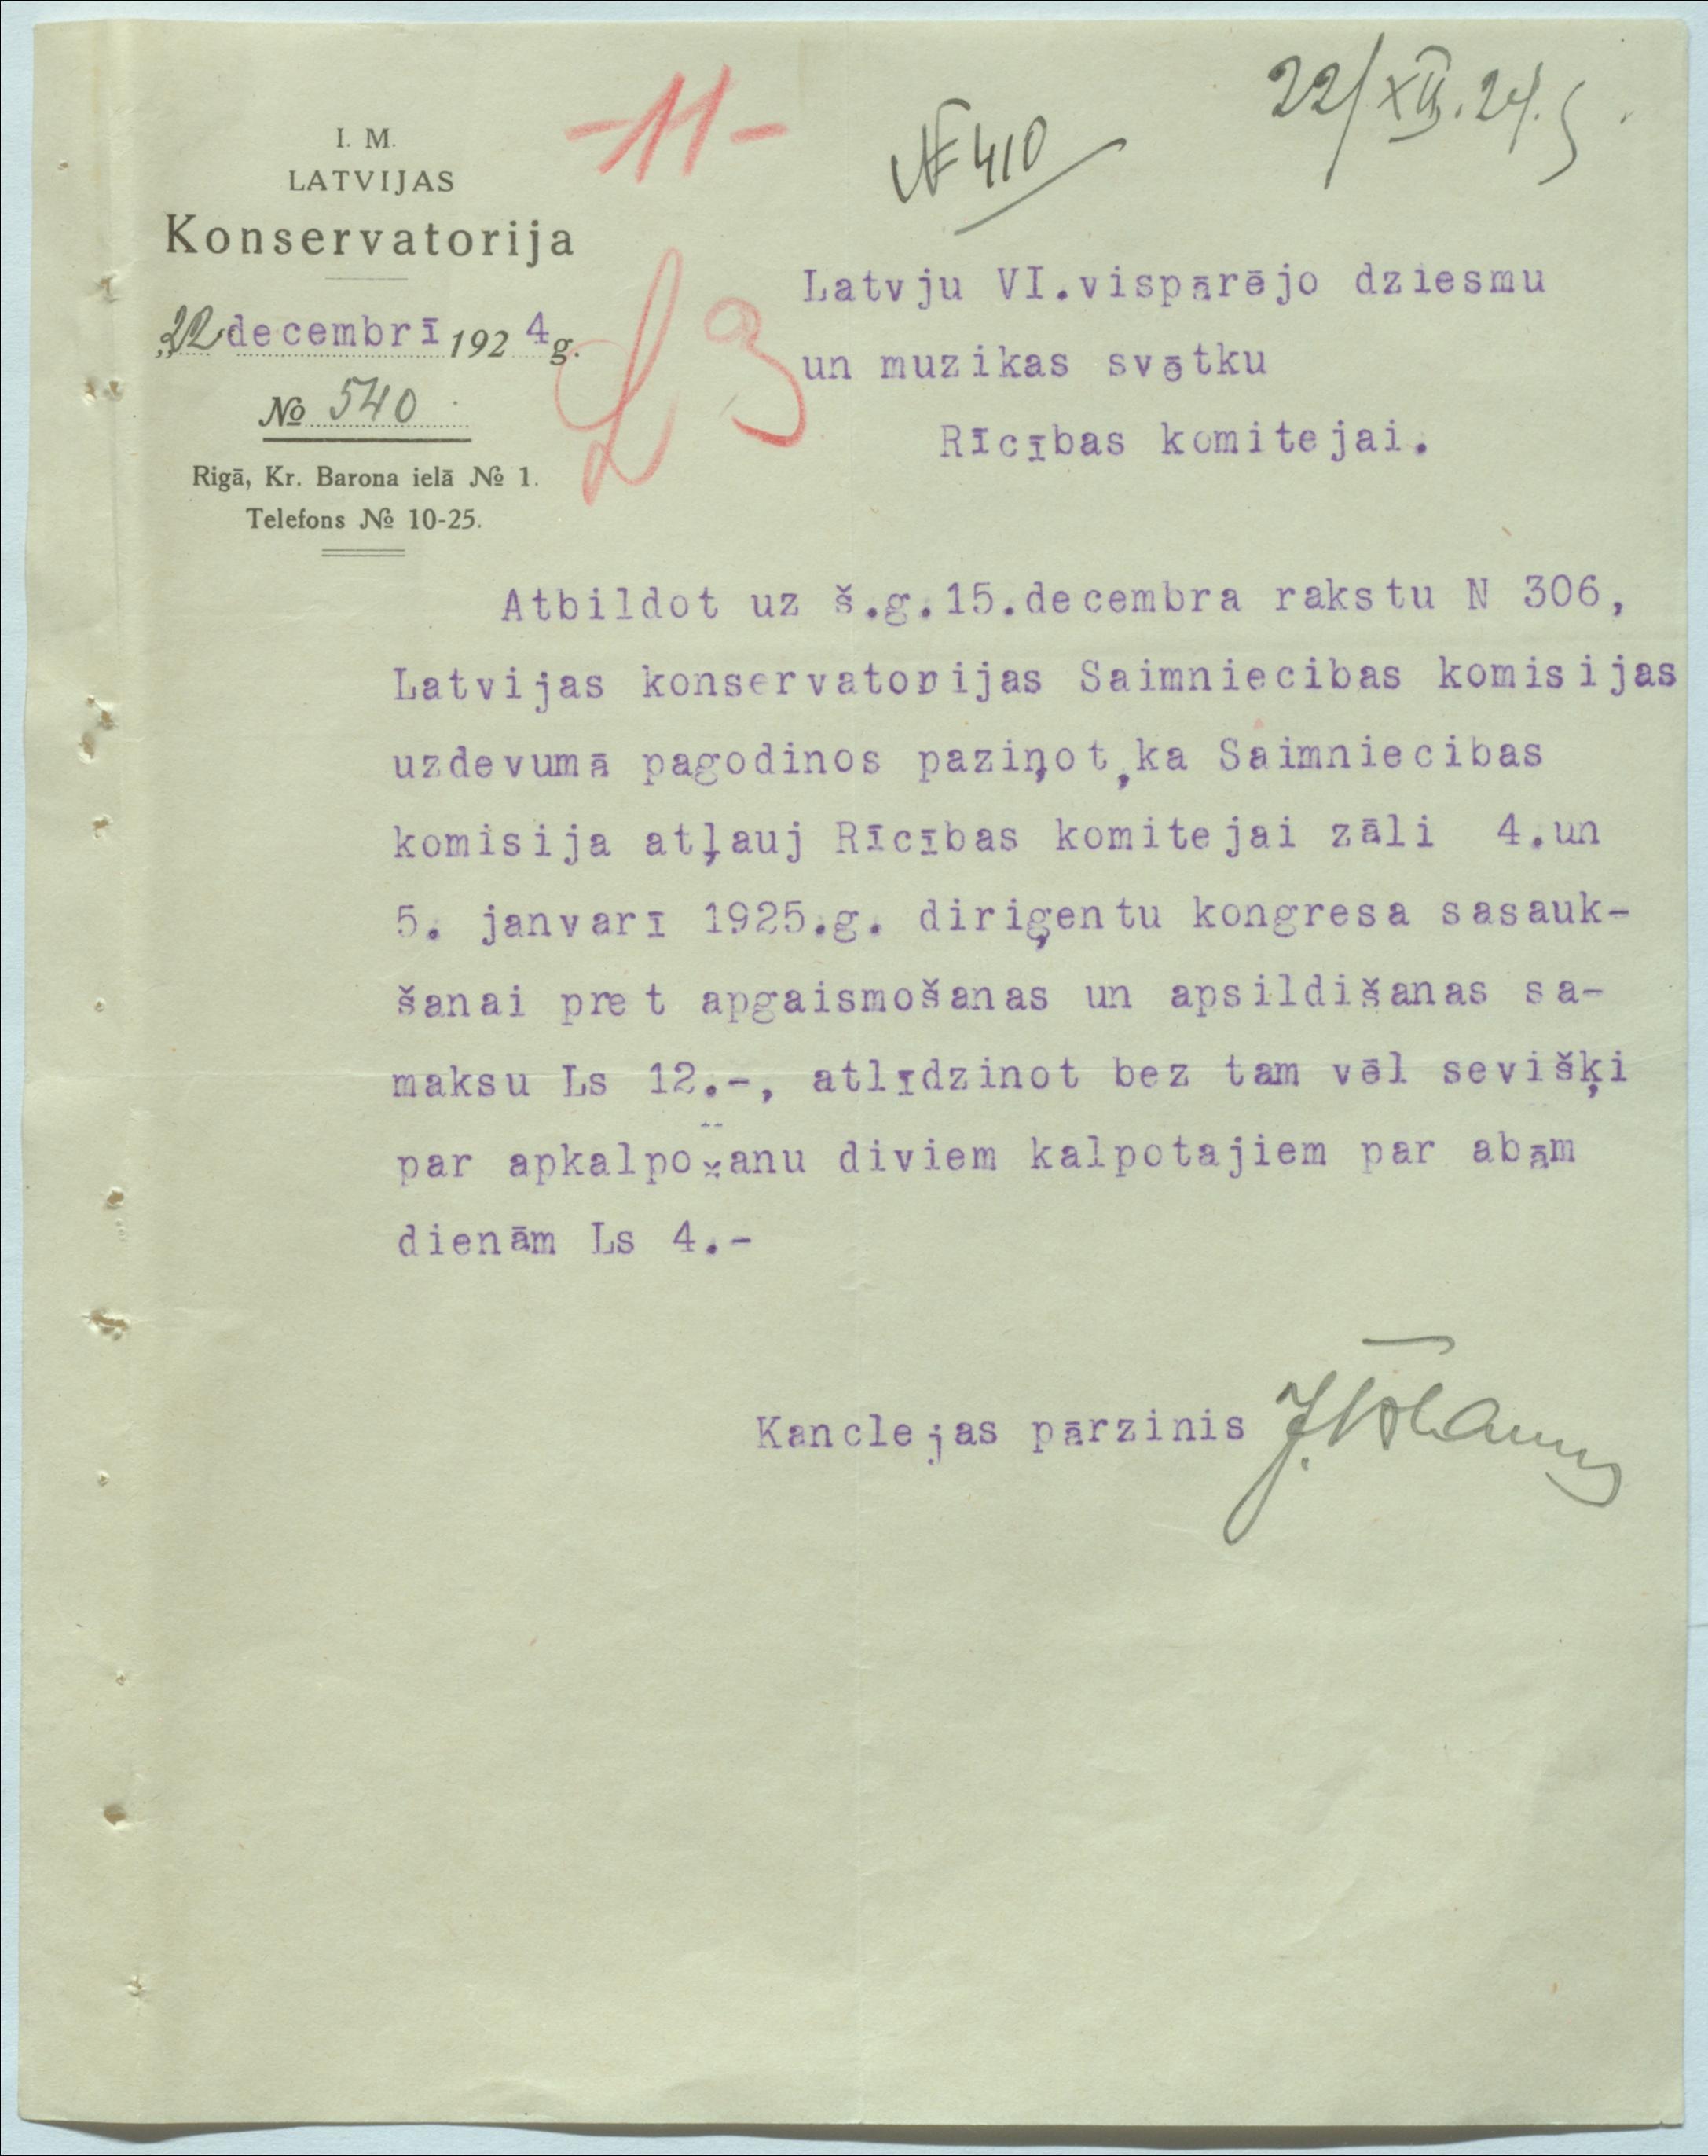 -11-
№ 410
22/XII.24.
I. M.
LATVIJAS
Konservatorija
„22" decembrī 1924 g.
№ 540
Rigā, Kr. Barona ielā № 1.
Telefons № 10-25.
L 3
Latvju VI.vispārējo dziesmu
un muzikas svētku
Rīcības komitejai.
Atbildot uz š.g.15.decembra rakstu N 306,
Latvijas konservatorijas Saimniecibas komisijas
uzdevumā pagodinos paziņot,ka Saimniecibas
komisija atļauj Rīcības komitejai zāli 4.un
5. janvarī 1925.g. diriģentu kongresa sasauk-
šanai pret apgaismošanas un apsildišanas sa-
maksu Ls 12.-, atlīdzinot bez tam vēl sevišķi
par apkalpošanu diviem kalpotajiem par abām
dienām Ls 4.-
Kanclejas pārzinis